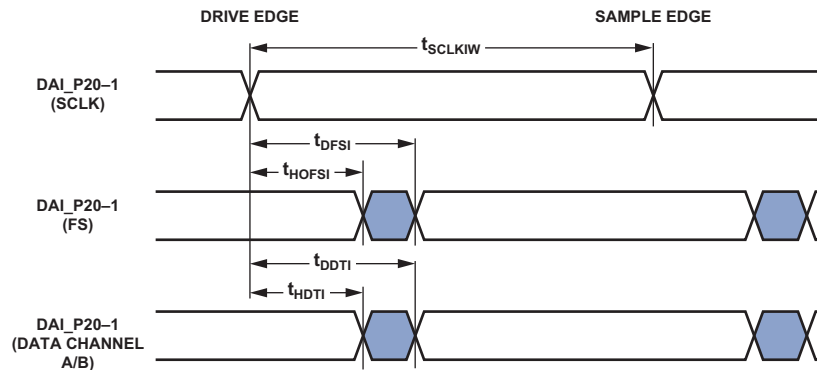 DRIVE EDGE
SAMPLE EDGE
tSCLKIW
DAI_P20–1
(SCLK)
tDFSI
tHOFSI
DAI_P20–1
(FS)
tDDTI
tHDTI
DAI_P20–1
(DATA CHANNEL
A/B)